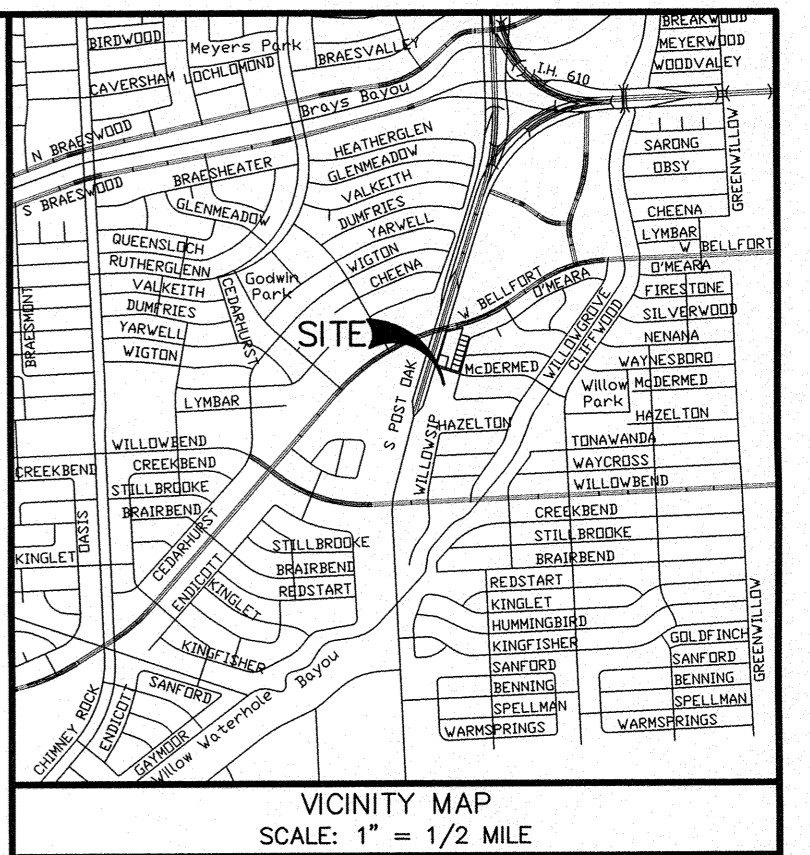 BREAKWOOD
BIRDWOOD
Meyers Park
BRAESVALLEY
MEYERWOOD
WOODVALEY
CAVERSHAM
LOCHLOMOND
I.H. 610
Brays Bayou
N BRAESWOOD
HEATHERGLEN
SARONG
BRAESHEATER
GLENMEADOW
OBSY
GREENWILLOW
S BRAESWOOD
VALKEITH
GLENMEADOW
DUMFRIES
CHEENA
YARWELL
LYMBAR
QUEENSLOCH
WIGTON
W BELLFORT
RUTHERGLENN
CHEENA
O'MEARA
VALKEITH
Godwin
Park
CEDARHURST
W BELLFORT
O'MEARA
FIRESTONE
DUMFRIES
SILVERWOOD
BRAESMONT
YARWELL
SITE
WILLOWGROVE
CLIFFWOOD
NENANA
WIGTON
WAYNESBORO
McDERMED
Willow
Park
McDERMED
LYMBAR
S POST OAK
HAZELTON
HAZELTON
WILLOWSIP
WILLOWBEND
TONAWANDA
CREEKBEND
CREEKBEND
WAYCROSS
STILLBROOKE
WILLOWBEND
BRAIRBEND
CREEKBEND
OASIS
CEDARHURST
STILLBROOKE
STILLBROOKE
KINGLET
BRAIRBEND
BRAIRBEND
ENDICOTT
REDSTART
REDSTART
KINGLET
KINGLET
HUMMINGBIRD
GREENWILLOW
KINGFISHER
KINGFISHER
GOLDFINCH
SANFORD
SANFORD
SANFORD
BENNING
BENNING
CHIMNEY ROCK
ENDICOTT
SPELLMAN
SPELLMAN
GAYMOOR
Willow Waterhole Bayou
WARMSPRINGS
WARMSPRINGS
VICINITY MAP
SCALE: 1" = 1/2 MILE